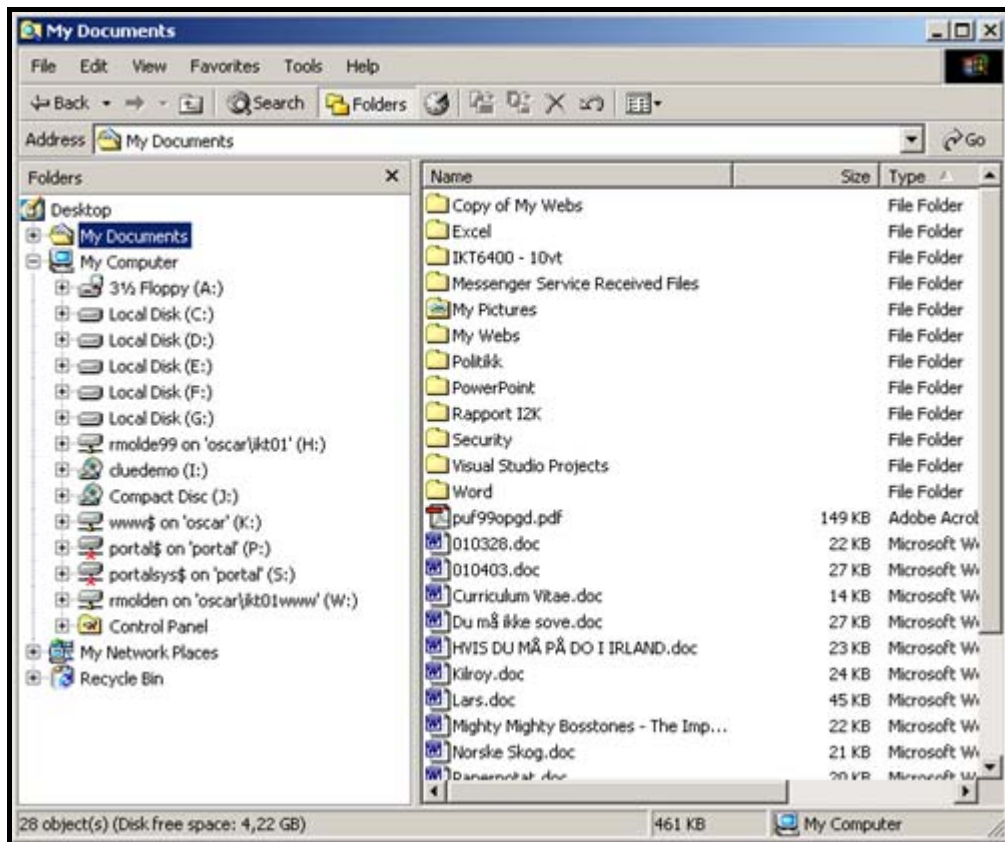 My Documents
File Edit View Favorites Tools Help
Back Search Folders
Address My Documents Go
Folders
Desktop
My Documents
My Computer
3½ Floppy (A:)
Local Disk (C:)
Local Disk (D:)
Local Disk (E:)
Local Disk (F:)
Local Disk (G:)
rmolde99 on 'oscar\ikt01' (H:)
cluedemo (I:)
Compact Disc (J:)
www$ on 'oscar' (K:)
portal$ on 'portal' (P:)
portalsys$ on 'portal' (S:)
rmolden on 'oscar\ikt01www' (W:)
Control Panel
My Network Places
Recycle Bin
Name Size Type
Copy of My Webs File Folder
Excel File Folder
IKT6400 - 10vt File Folder
Messenger Service Received Files File Folder
My Pictures File Folder
My Webs File Folder
Politikk File Folder
PowerPoint File Folder
Rapport I2K File Folder
Security File Folder
Visual Studio Projects File Folder
Word File Folder
puf99opgd.pdf 149 KB Adobe Acrol
010328.doc 22 KB Microsoft W
010403.doc 27 KB Microsoft W
Curriculum Vitae.doc 14 KB Microsoft W
Du må ikke sove.doc 27 KB Microsoft W
HVIS DU MÅ PÅ DO I IRLAND.doc 23 KB Microsoft W
Kilroy.doc 24 KB Microsoft W
Lars.doc 45 KB Microsoft W
Mighty Mighty Bosstones - The Imp... 22 KB Microsoft W
Norske Skog.doc 21 KB Microsoft W
Papernotat.doc 20 KB Microsoft W
28 object(s) (Disk free space: 4,22 GB) 461 KB My Computer